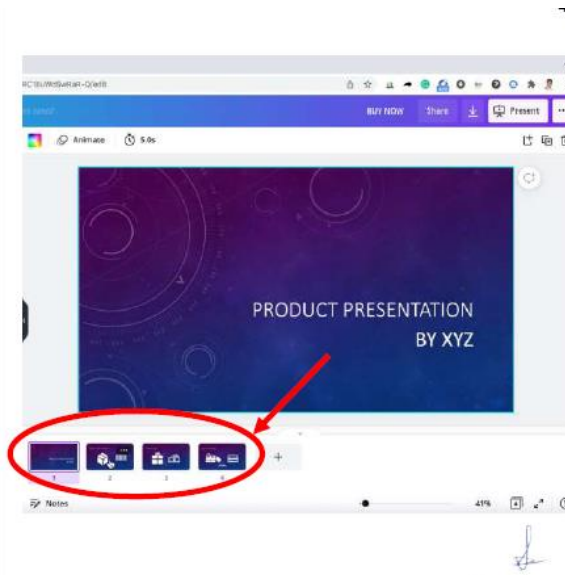 BUY NOW Share Present
Animate 5.0s
PRODUCT PRESENTATION
BY XYZ
1 2 3 4
Notes 41%